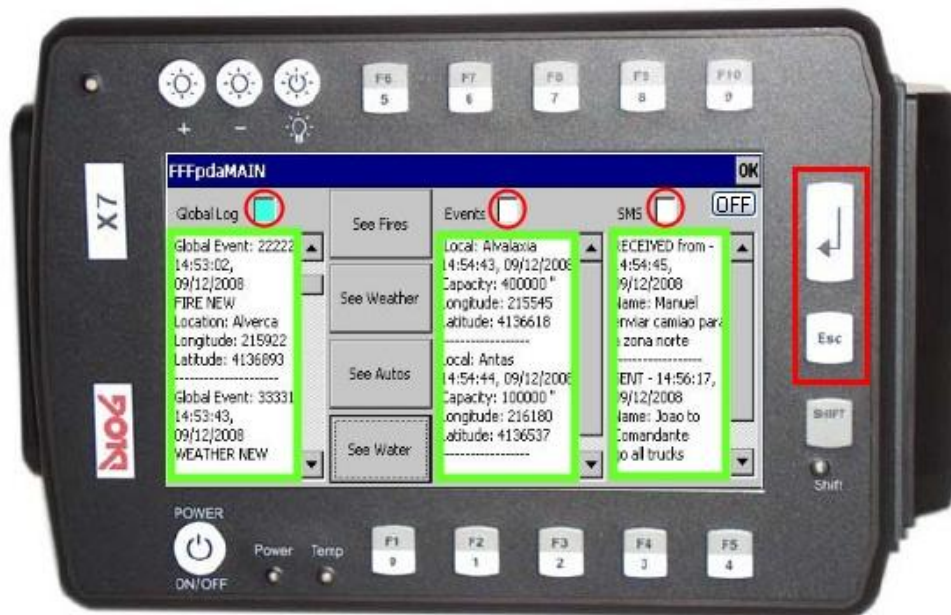 F6
5
F7
6
F8
7
F9
8
F10
9
+
-
X7
FFFpdaMAIN
OK
Global Log
Events
SMS
OFF
Global Event: 22222
14:53:02,
09/12/2008
FIRE NEW
Location: Alverca
Longitude: 215922
Latitude: 4136893
--------------------
Global Event: 33331
14:53:43,
09/12/2008
WEATHER NEW
See Fires
See Weather
See Autos
See Water
Local: Alvalaxia
14:54:43, 09/12/2008
Capacity: 400000 "
Longitude: 215545
Latitude: 4136618
-----------------
Local: Antas
14:54:44, 09/12/2008
Capacity: 100000 "
Longitude: 216180
Latitude: 4136537
-----------------
RECEIVED from -
14:54:45,
09/12/2008
Name: Manuel
enviar camiao para
a zona norte
-----------------
SENT - 14:56:17,
09/12/2008
Name: Joao to
Comandante
go all trucks
Esc
SHIFT
Shift
POWER
ON/OFF
Power
Temp
F1
0
F2
1
F3
2
F4
3
F5
4